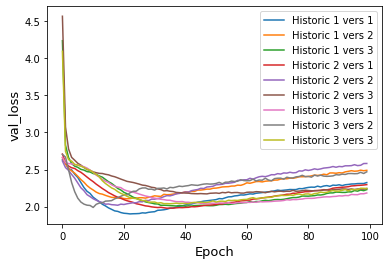 4.5
4.0
3.5
3.0
2.5
2.0
val_loss
Historic 1 vers 1
Historic 1 vers 2
Historic 1 vers 3
Historic 2 vers 1
Historic 2 vers 2
Historic 2 vers 3
Historic 3 vers 1
Historic 3 vers 2
Historic 3 vers 3
0 20 40 60 80 100
Epoch